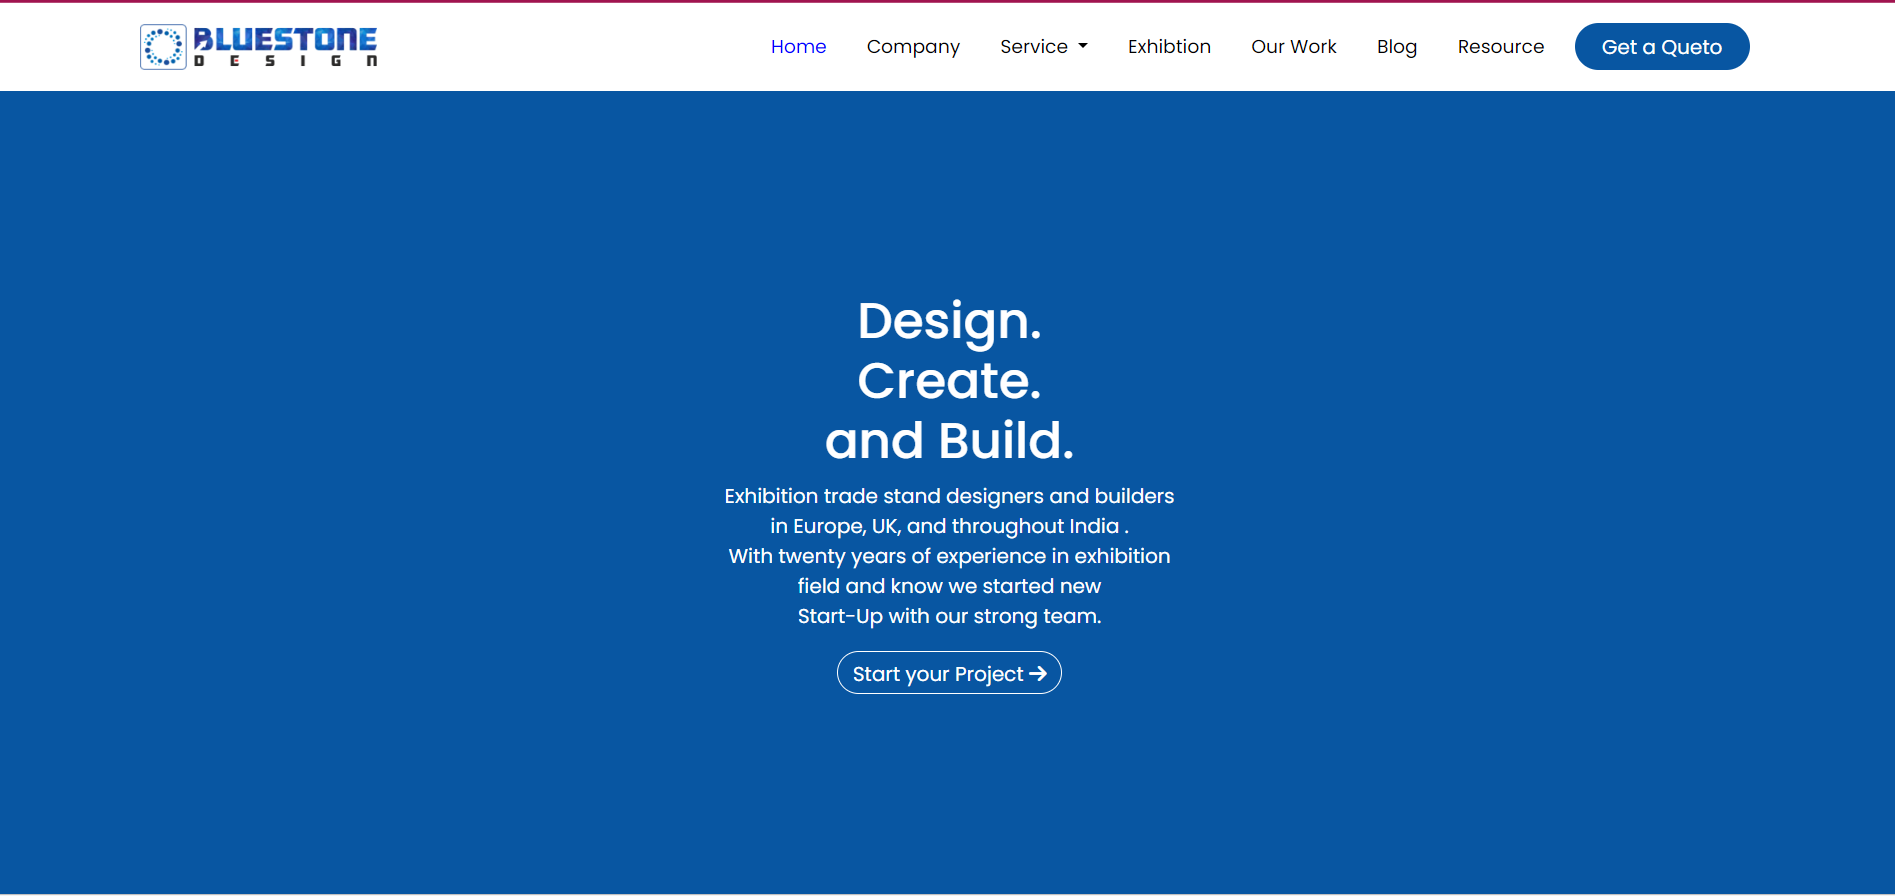 BLUESTONE
DESIGN
Home Company Service Exhibtion Our Work Blog Resource Get a Queto
Design.
Create.
and Build.
Exhibition trade stand designers and builders
in Europe, UK, and throughout India .
With twenty years of experience in exhibition
field and know we started new
Start-Up with our strong team.
Start your Project